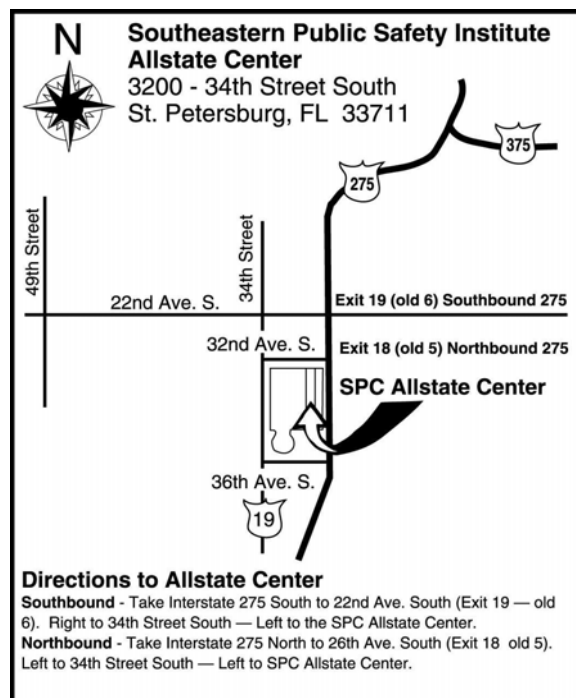 N
Southeastern Public Safety Institute
Allstate Center
3200 - 34th Street South
St. Petersburg, FL  33711
375
275
49th Street
34th Street
22nd Ave. S.
Exit 19 (old 6) Southbound 275
32nd Ave. S.
Exit 18 (old 5) Northbound 275
SPC Allstate Center
36th Ave. S.
19
Directions to Allstate Center
Southbound - Take Interstate 275 South to 22nd Ave. South (Exit 19 — old
6).  Right to 34th Street South — Left to the SPC Allstate Center.
Northbound - Take Interstate 275 North to 26th Ave. South (Exit 18  old 5).
Left to 34th Street South — Left to SPC Allstate Center.